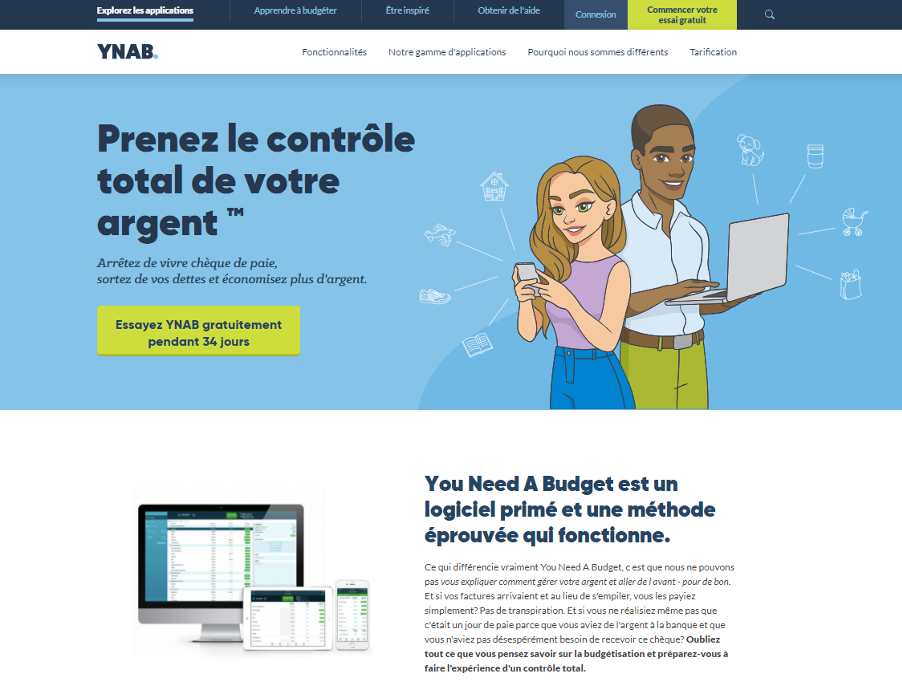 Explorez les applications
Apprendre à budgéter
Être inspiré
Obtenir de l'aide
Connexion
Commencer votre
essai gratuit
YNAB.
Fonctionnalités
Notre gamme d'applications
Pourquoi nous sommes différents
Tarification
Prenez le contrôle
total de votre
argent ™
Arrêtez de vivre chèque de paie,
sortez de vos dettes et économisez plus d'argent.
Essayez YNAB gratuitement
pendant 34 jours
You Need A Budget est un
logiciel primé et une méthode
éprouvée qui fonctionne.
Ce qui différencie vraiment You Need A Budget, c est que nous ne pouvons
pas vous expliquer comment gérer votre argent et aller de l avant - pour de bon.
Et si vos factures arrivaient et au lieu de s'empiler, vous les payiez
simplement? Pas de transpiration. Et si vous ne réalisiez même pas que
c'était un jour de paie parce que vous aviez de l'argent à la banque et que
vous n'aviez pas désespérément besoin de recevoir ce chèque? Oubliez
tout ce que vous pensez savoir sur la budgétisation et préparez-vous à
faire l'expérience d'un contrôle total.